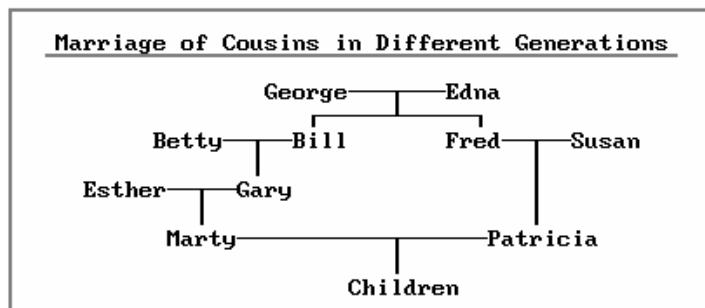 Marriage of Cousins in Different Generations
George Edna
Betty Bill Fred Susan
Esther Gary
Marty Patricia
Children